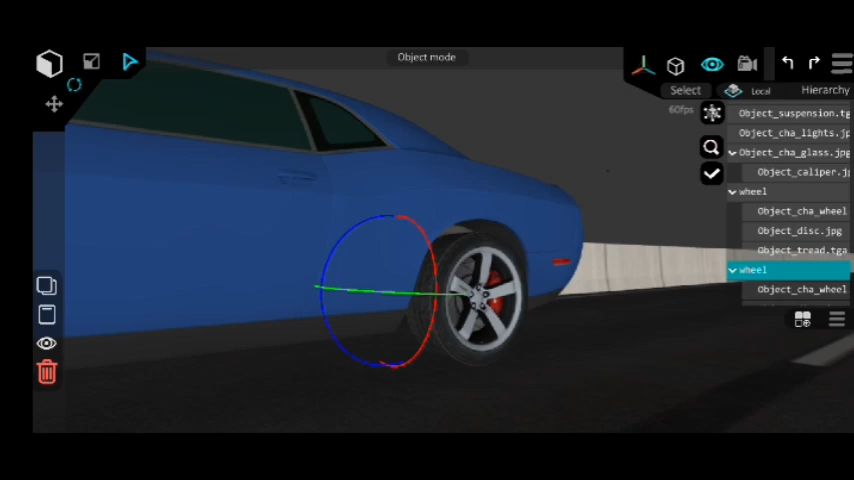 Object mode
Select
Local
Hierarchy
60fps
Object_suspension.tg
Object_cha_lights.jp
Object_cha_glass.jpg
Object_caliper.j
wheel
Object_cha_wheel
Object_disc.jpg
Object_tread.tga
wheel
Object_cha_wheel